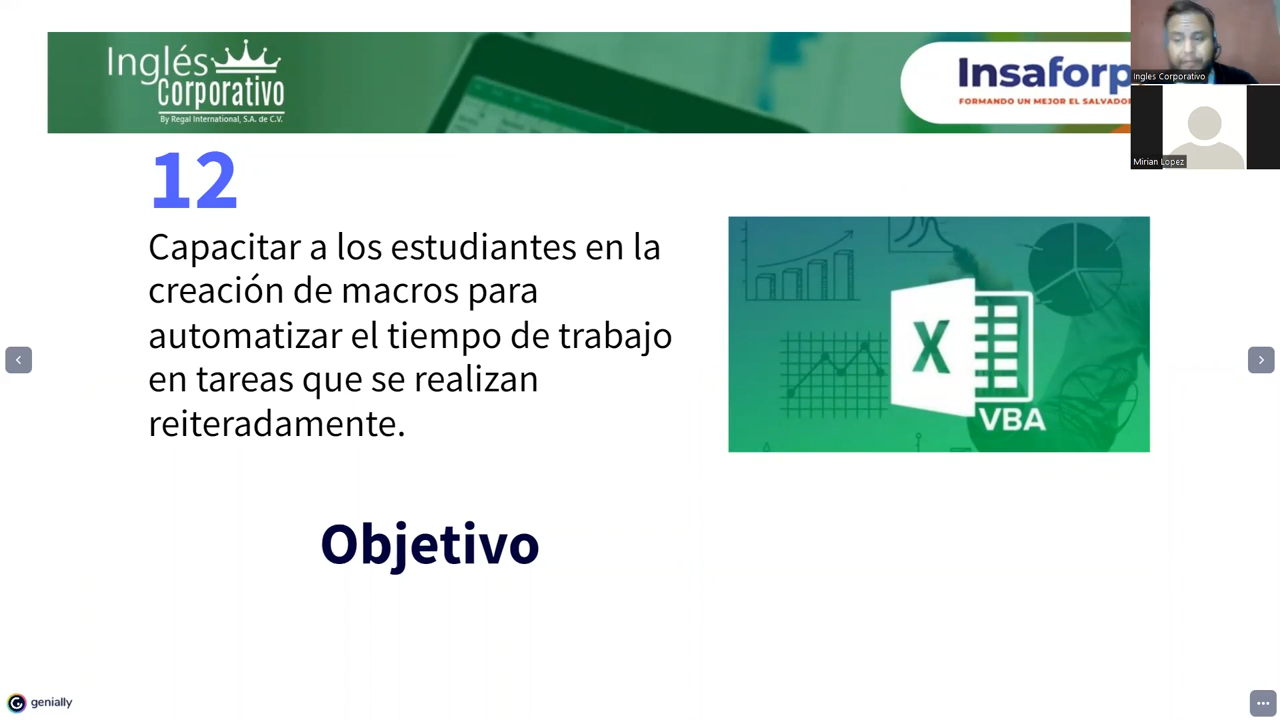 Inglés
Corporativo
By Regal International, S.A. de C.V.
Insaforp
FORMANDO UN MEJOR EL SALVADOR
Ingles Corporativo
Mirian Lopez
12
Capacitar a los estudiantes en la
creación de macros para
automatizar el tiempo de trabajo
en tareas que se realizan
reiteradamente.
X
VBA
Objetivo
genially